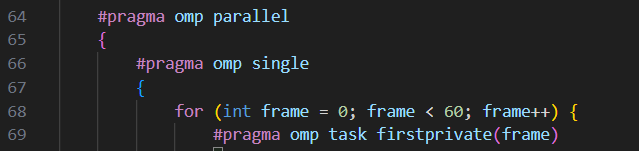 64 #pragma omp parallel
65 {
66 #pragma omp single
67 {
68 for (int frame = 0; frame < 60; frame++) {
69 #pragma omp task firstprivate(frame)